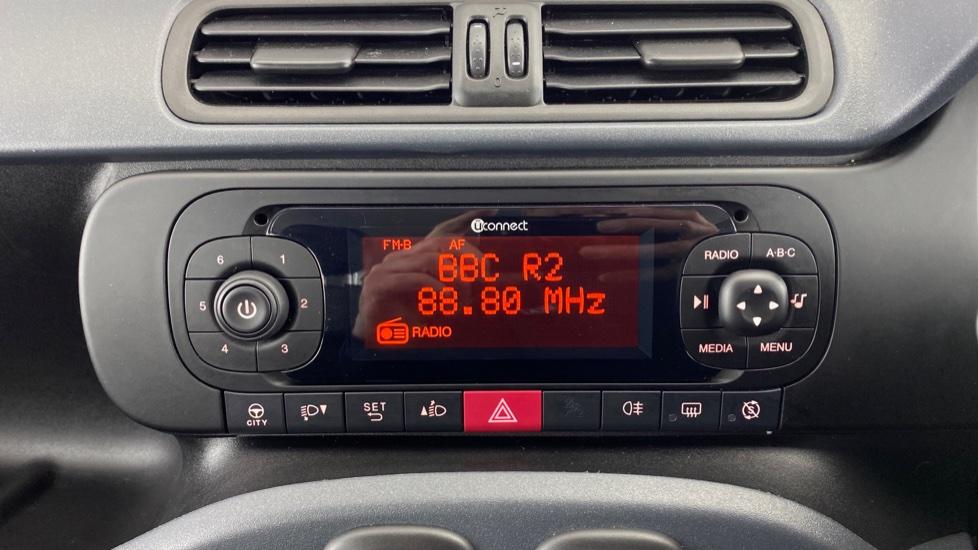 uconnect
FM-B AF
BBC R2
88.80 MHz
RADIO
6 1
5 2
4 3
RADIO A·B·C
MEDIA MENU
CITY
SET